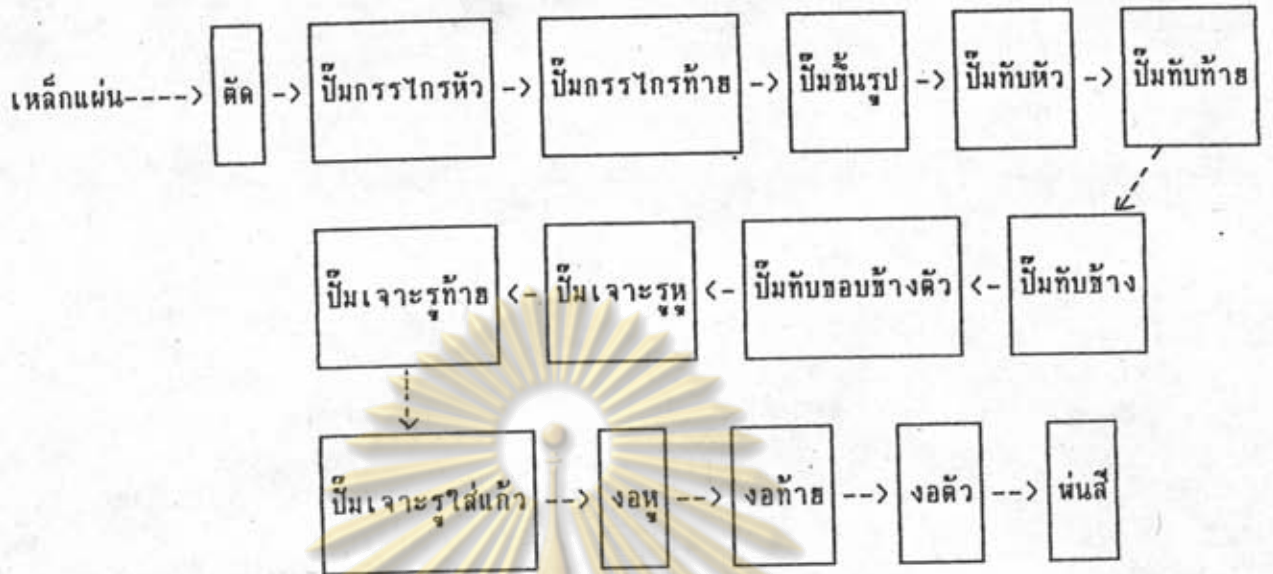 เหล็กแผ่น----> ตัด -> ปั๊มกรรไกรหัว -> ปั๊มกรรไกรท้าย -> ปั๊มขึ้นรูป -> ปั๊มทับหัว -> ปั๊มทับท้าย
ปั๊มเจาะรูท้าย <- ปั๊มเจาะรูหู <- ปั๊มทับขอบข้างตัว <- ปั๊มทับข้าง
ปั๊มเจาะรูใส่แก้ว --> งอหู --> งอท้าย --> งอตัว --> พ่นสี